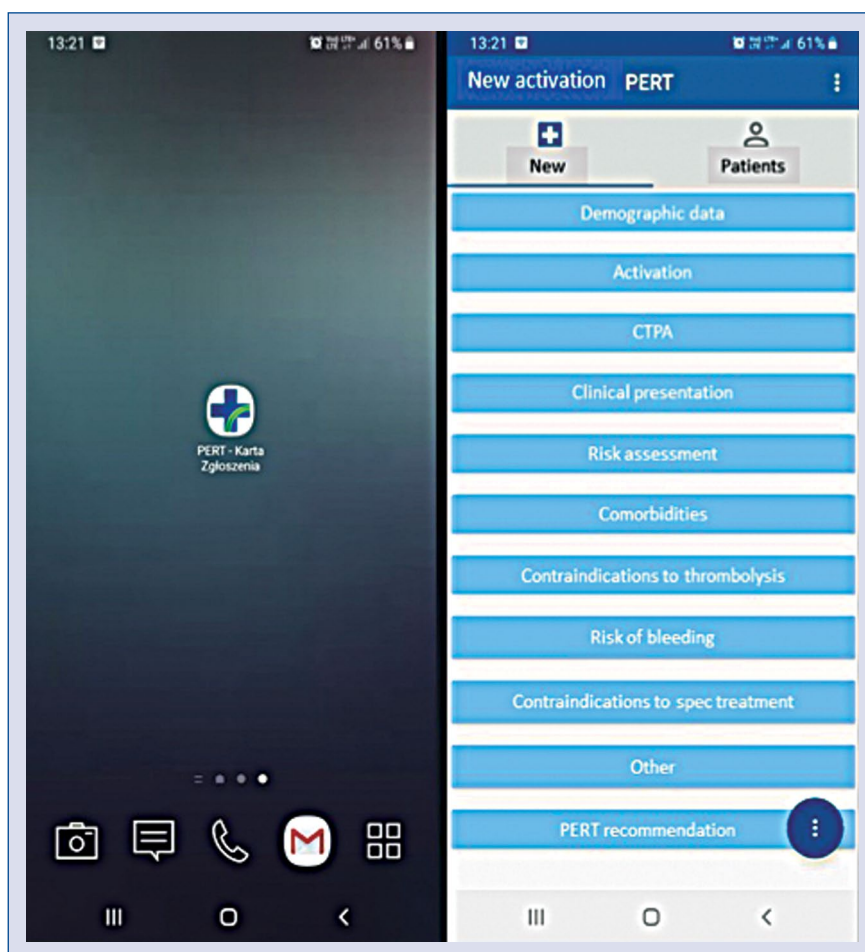 13:21
61%
PERT - Karta
Zgłoszenia
13:21
61%
New activation PERT
New
Patients
Demographic data
Activation
CTPA
Clinical presentation
Risk assessment
Comorbidities
Contraindications to thrombolysis
Risk of bleeding
Contraindications to spec treatment
Other
PERT recommendation